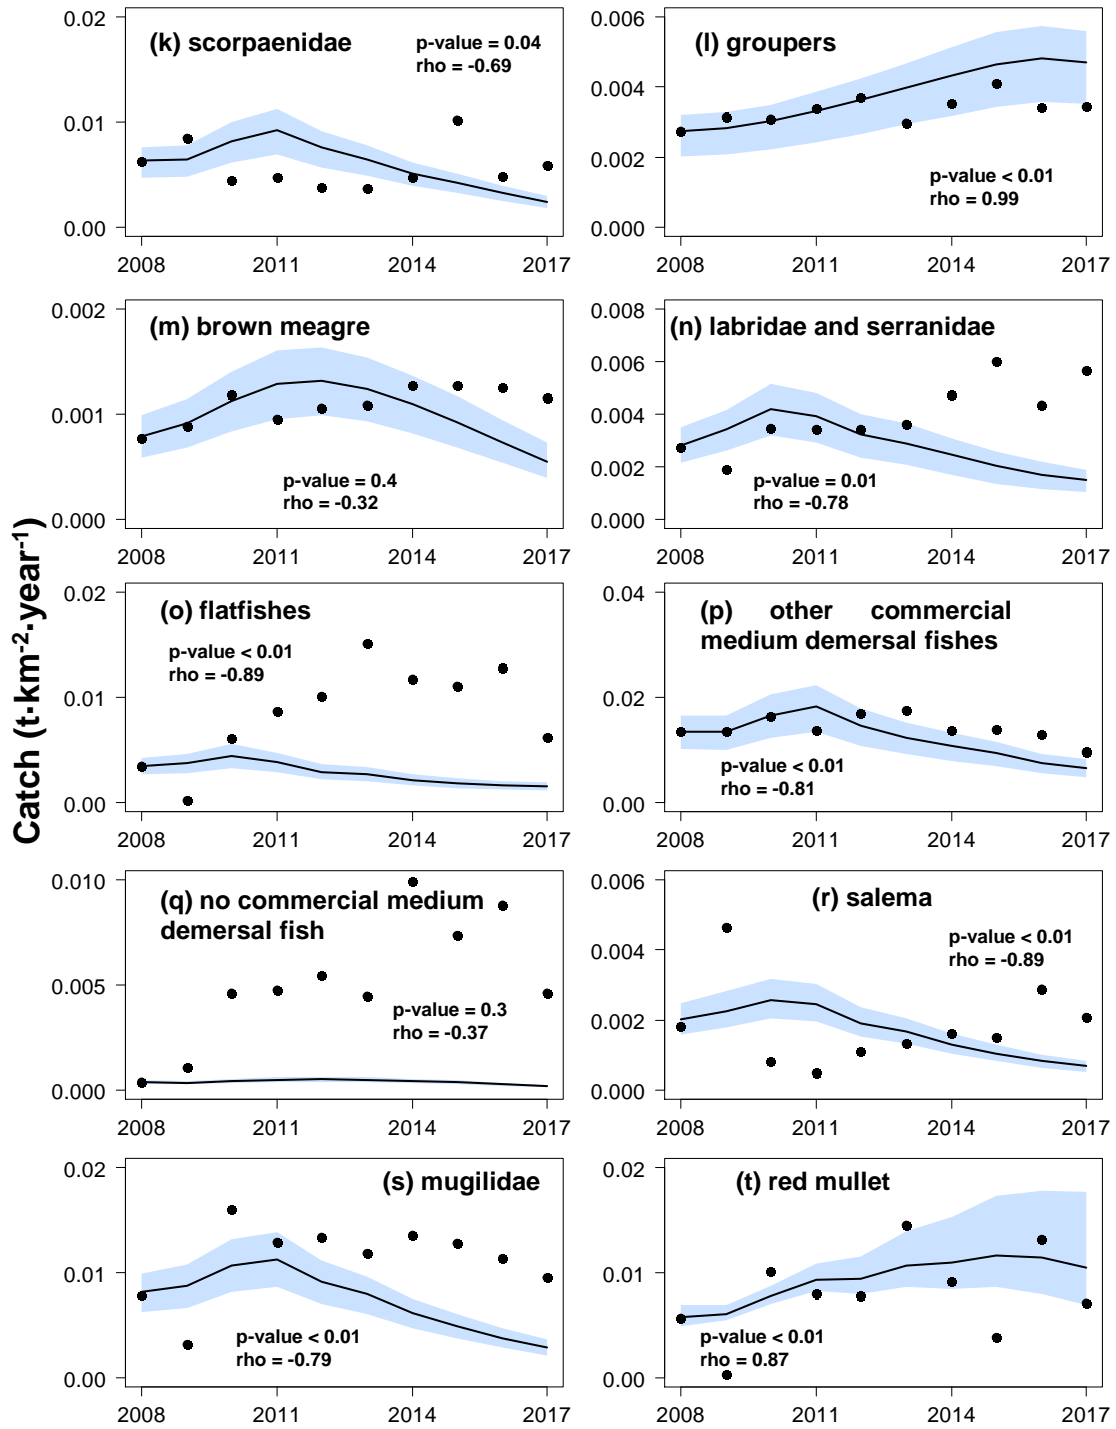 Catch (t·km-2·year-1)
(k) scorpaenidae
p-value = 0.04
rho = -0.69
0.02
0.01
0.00
2008 2011 2014 2017
(l) groupers
p-value < 0.01
rho = 0.99
0.006
0.004
0.002
0.000
2008 2011 2014 2017
(m) brown meagre
p-value = 0.4
rho = -0.32
0.002
0.001
0.000
2008 2011 2014 2017
(n) labridae and serranidae
p-value = 0.01
rho = -0.78
0.008
0.006
0.004
0.002
0.000
2008 2011 2014 2017
(o) flatfishes
p-value < 0.01
rho = -0.89
0.02
0.01
0.00
2008 2011 2014 2017
(p) other commercial
medium demersal fishes
p-value < 0.01
rho = -0.81
0.04
0.02
0.00
2008 2011 2014 2017
(q) no commercial medium
demersal fish
p-value = 0.3
rho = -0.37
0.010
0.005
0.000
2008 2011 2014 2017
(r) salema
p-value < 0.01
rho = -0.89
0.006
0.004
0.002
0.000
2008 2011 2014 2017
(s) mugilidae
p-value < 0.01
rho = -0.79
0.02
0.01
0.00
2008 2011 2014 2017
(t) red mullet
p-value < 0.01
rho = 0.87
0.02
0.01
0.00
2008 2011 2014 2017